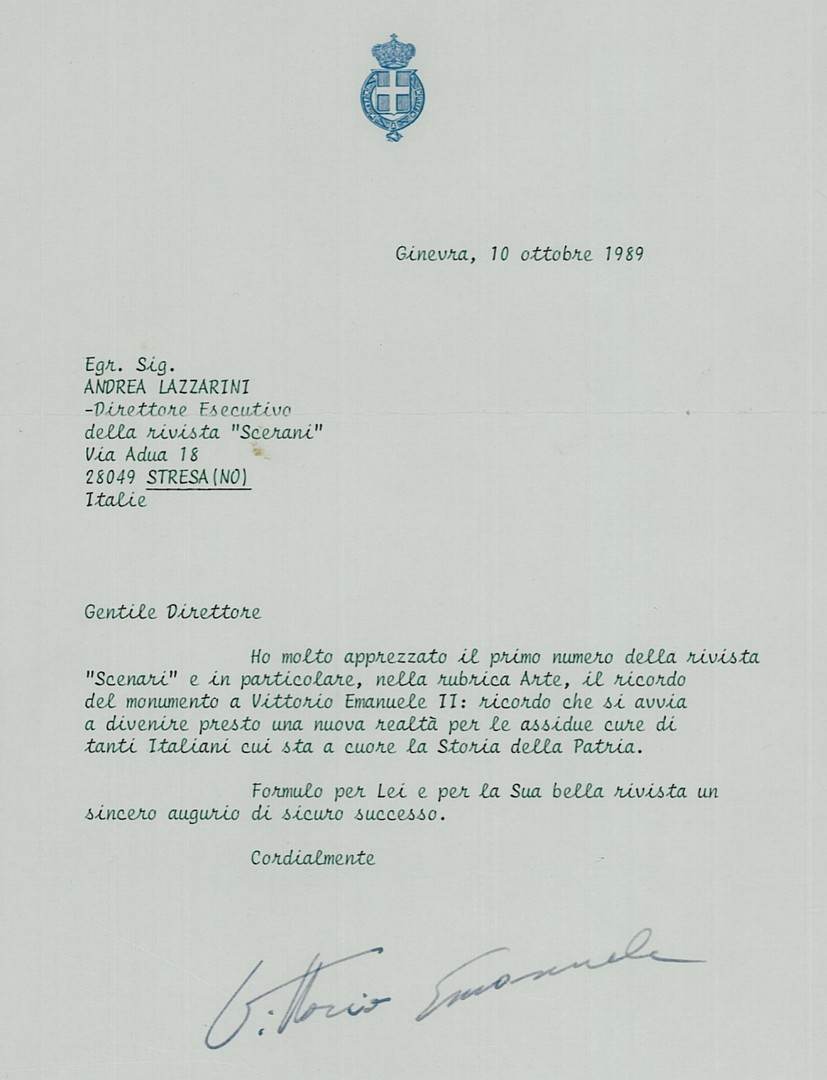 Ginevra, 10 ottobre 1989
Egr. Sig.
ANDREA LAZZARINI
-Direttore Esecutivo
della rivista "Scerani"
Via Adua 18
28049 STRESA(NO)
Italie
Gentile Direttore
Ho molto apprezzato il primo numero della rivista
"Scenari" e in particolare, nella rubrica Arte, il ricordo
del monumento a Vittorio Emanuele II: ricordo che si avvia
a divenire presto una nuova realtà per le assidue cure di
tanti Italiani cui sta a cuore la Storia della Patria.
Formulo per Lei e per la Sua bella rivista un
sincero augurio di sicuro successo.
Cordialmente
Vittorio Emanuele